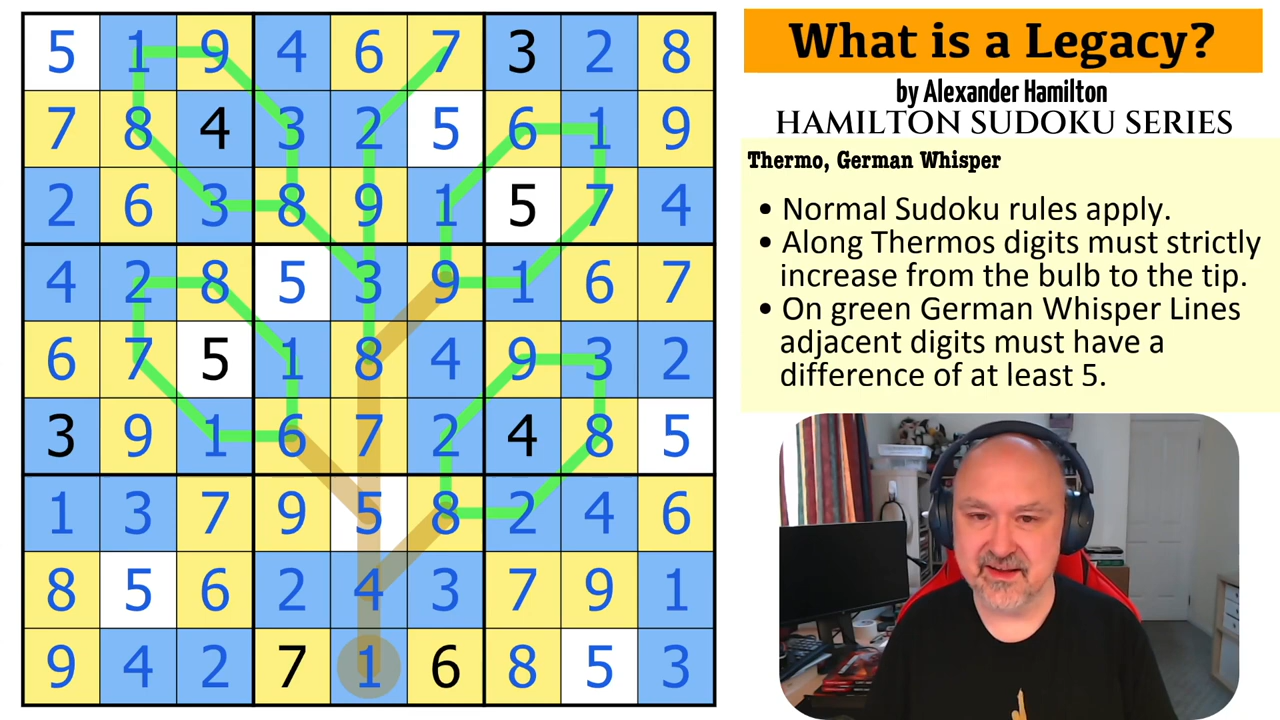 5 1 9 4 6 7 3 2 8
What is a Legacy?
by Alexander Hamilton
HAMILTON SUDOKU SERIES
7 8 4 3 2 5 6 1 9
Thermo, German Whisper
2 6 3 8 9 1 5 7 4
• Normal Sudoku rules apply.
• Along Thermos digits must strictly
increase from the bulb to the tip.
• On green German Whisper Lines
adjacent digits must have a
difference of at least 5.
4 2 8 5 3 9 1 6 7
6 7 5 1 8 4 9 3 2
3 9 1 6 7 2 4 8 5
1 3 7 9 5 8 2 4 6
8 5 6 2 4 3 7 9 1
9 4 2 7 1 6 8 5 3